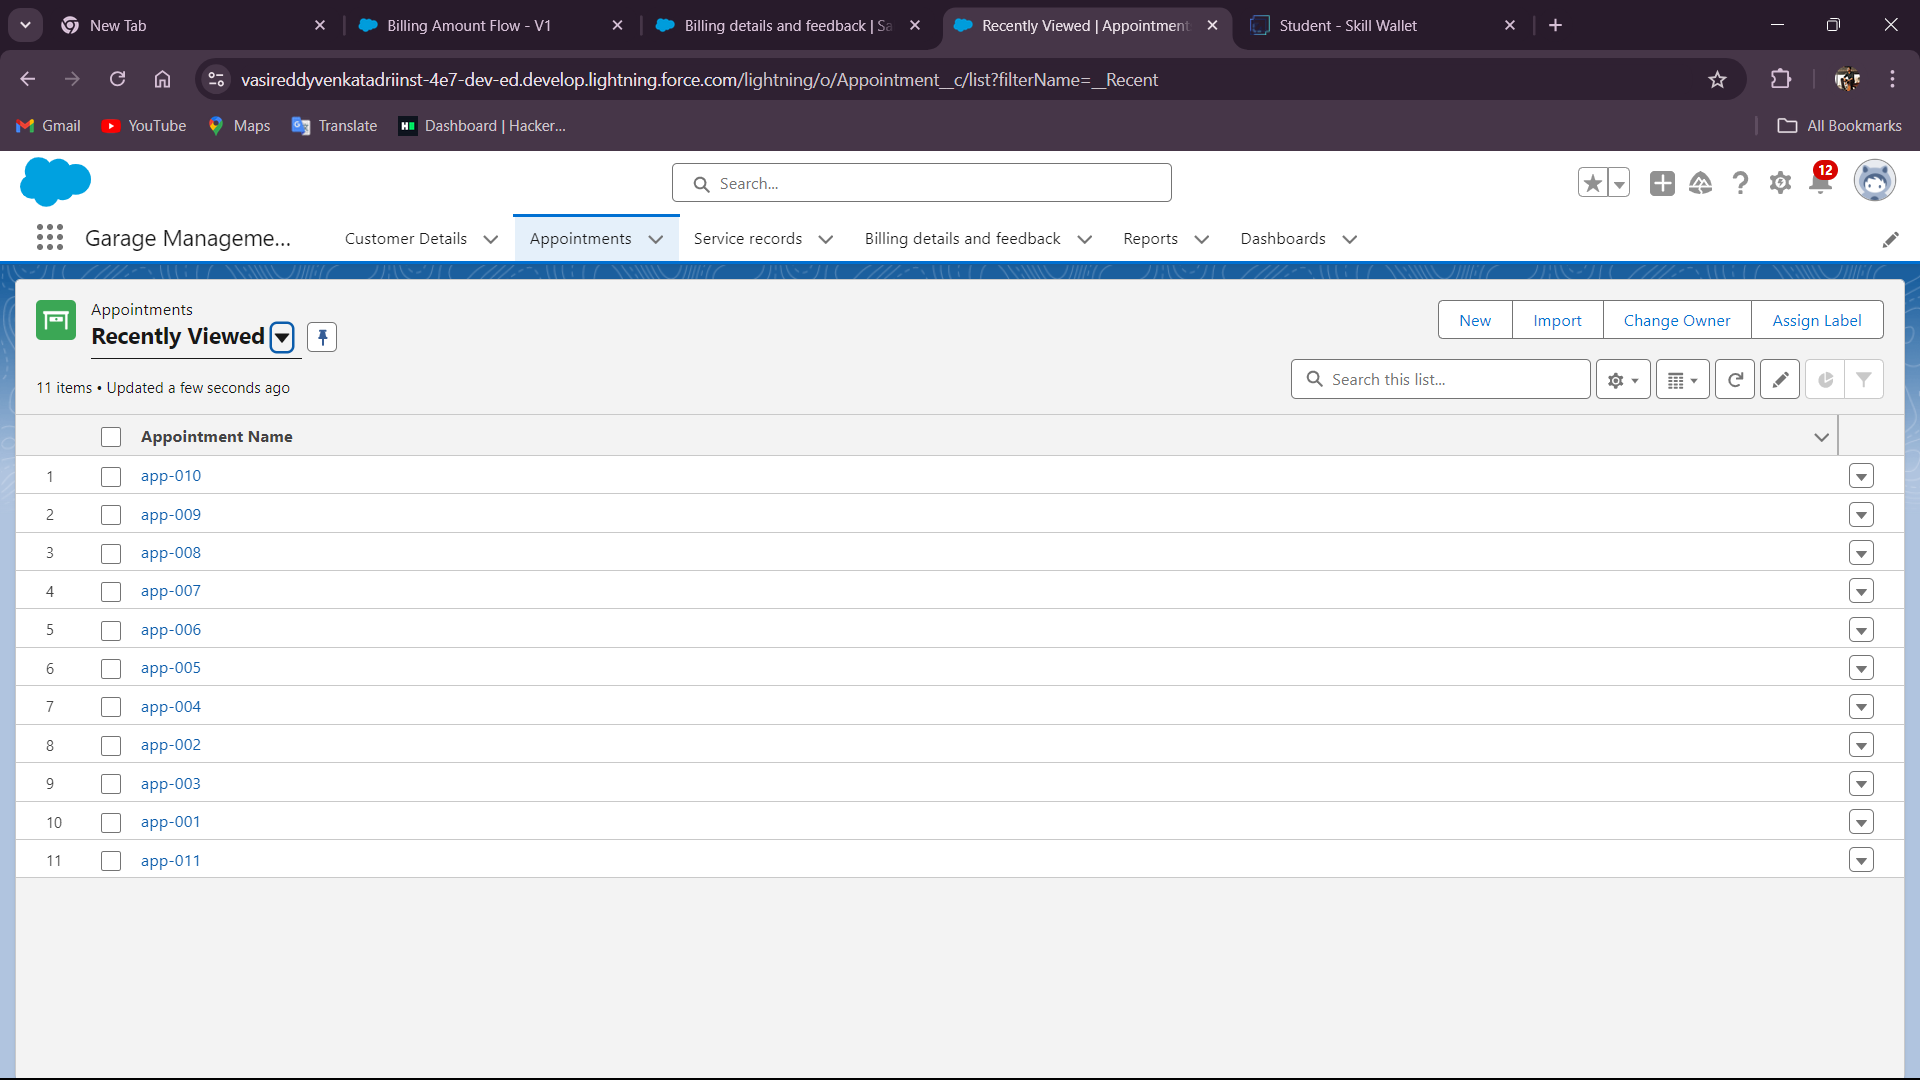 New Tab
Billing Amount Flow - V1
Billing details and feedback | Sa
Recently Viewed | Appointment
Student - Skill Wallet
vasireddyvenkatadriinst-4e7-dev-ed.develop.lightning.force.com/lightning/o/Appointment__c/list?filterName=__Recent
Gmail
YouTube
Maps
Translate
Dashboard | Hacker...
All Bookmarks
Search...
12
Garage Manageme...
Customer Details
Appointments
Service records
Billing details and feedback
Reports
Dashboards
Appointments
Recently Viewed
New
Import
Change Owner
Assign Label
11 items • Updated a few seconds ago
Search this list...
Appointment Name
1 app-010
2 app-009
3 app-008
4 app-007
5 app-006
6 app-005
7 app-004
8 app-002
9 app-003
10 app-001
11 app-011